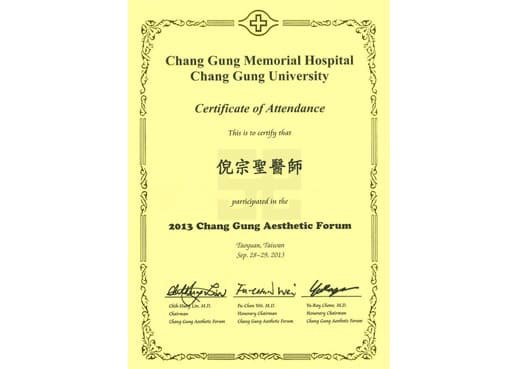 Chang Gung Memorial Hospital
Chang Gung University
Certificate of Attendance
This is to certify that
倪宗聖醫師
participated in the
2013 Chang Gung Aesthetic Forum
Taoyuan, Taiwan
Sep. 28–29, 2013
Fu-Chan Wei
Chih-Hung Lin, M.D. Fu-Chan Wei, M.D. Yu-Ray Chen, M.D.
Chairman Honorary Chairman Honorary Chairman
Chang Gung Aesthetic Forum Chang Gung Aesthetic Forum Chang Gung Aesthetic Forum